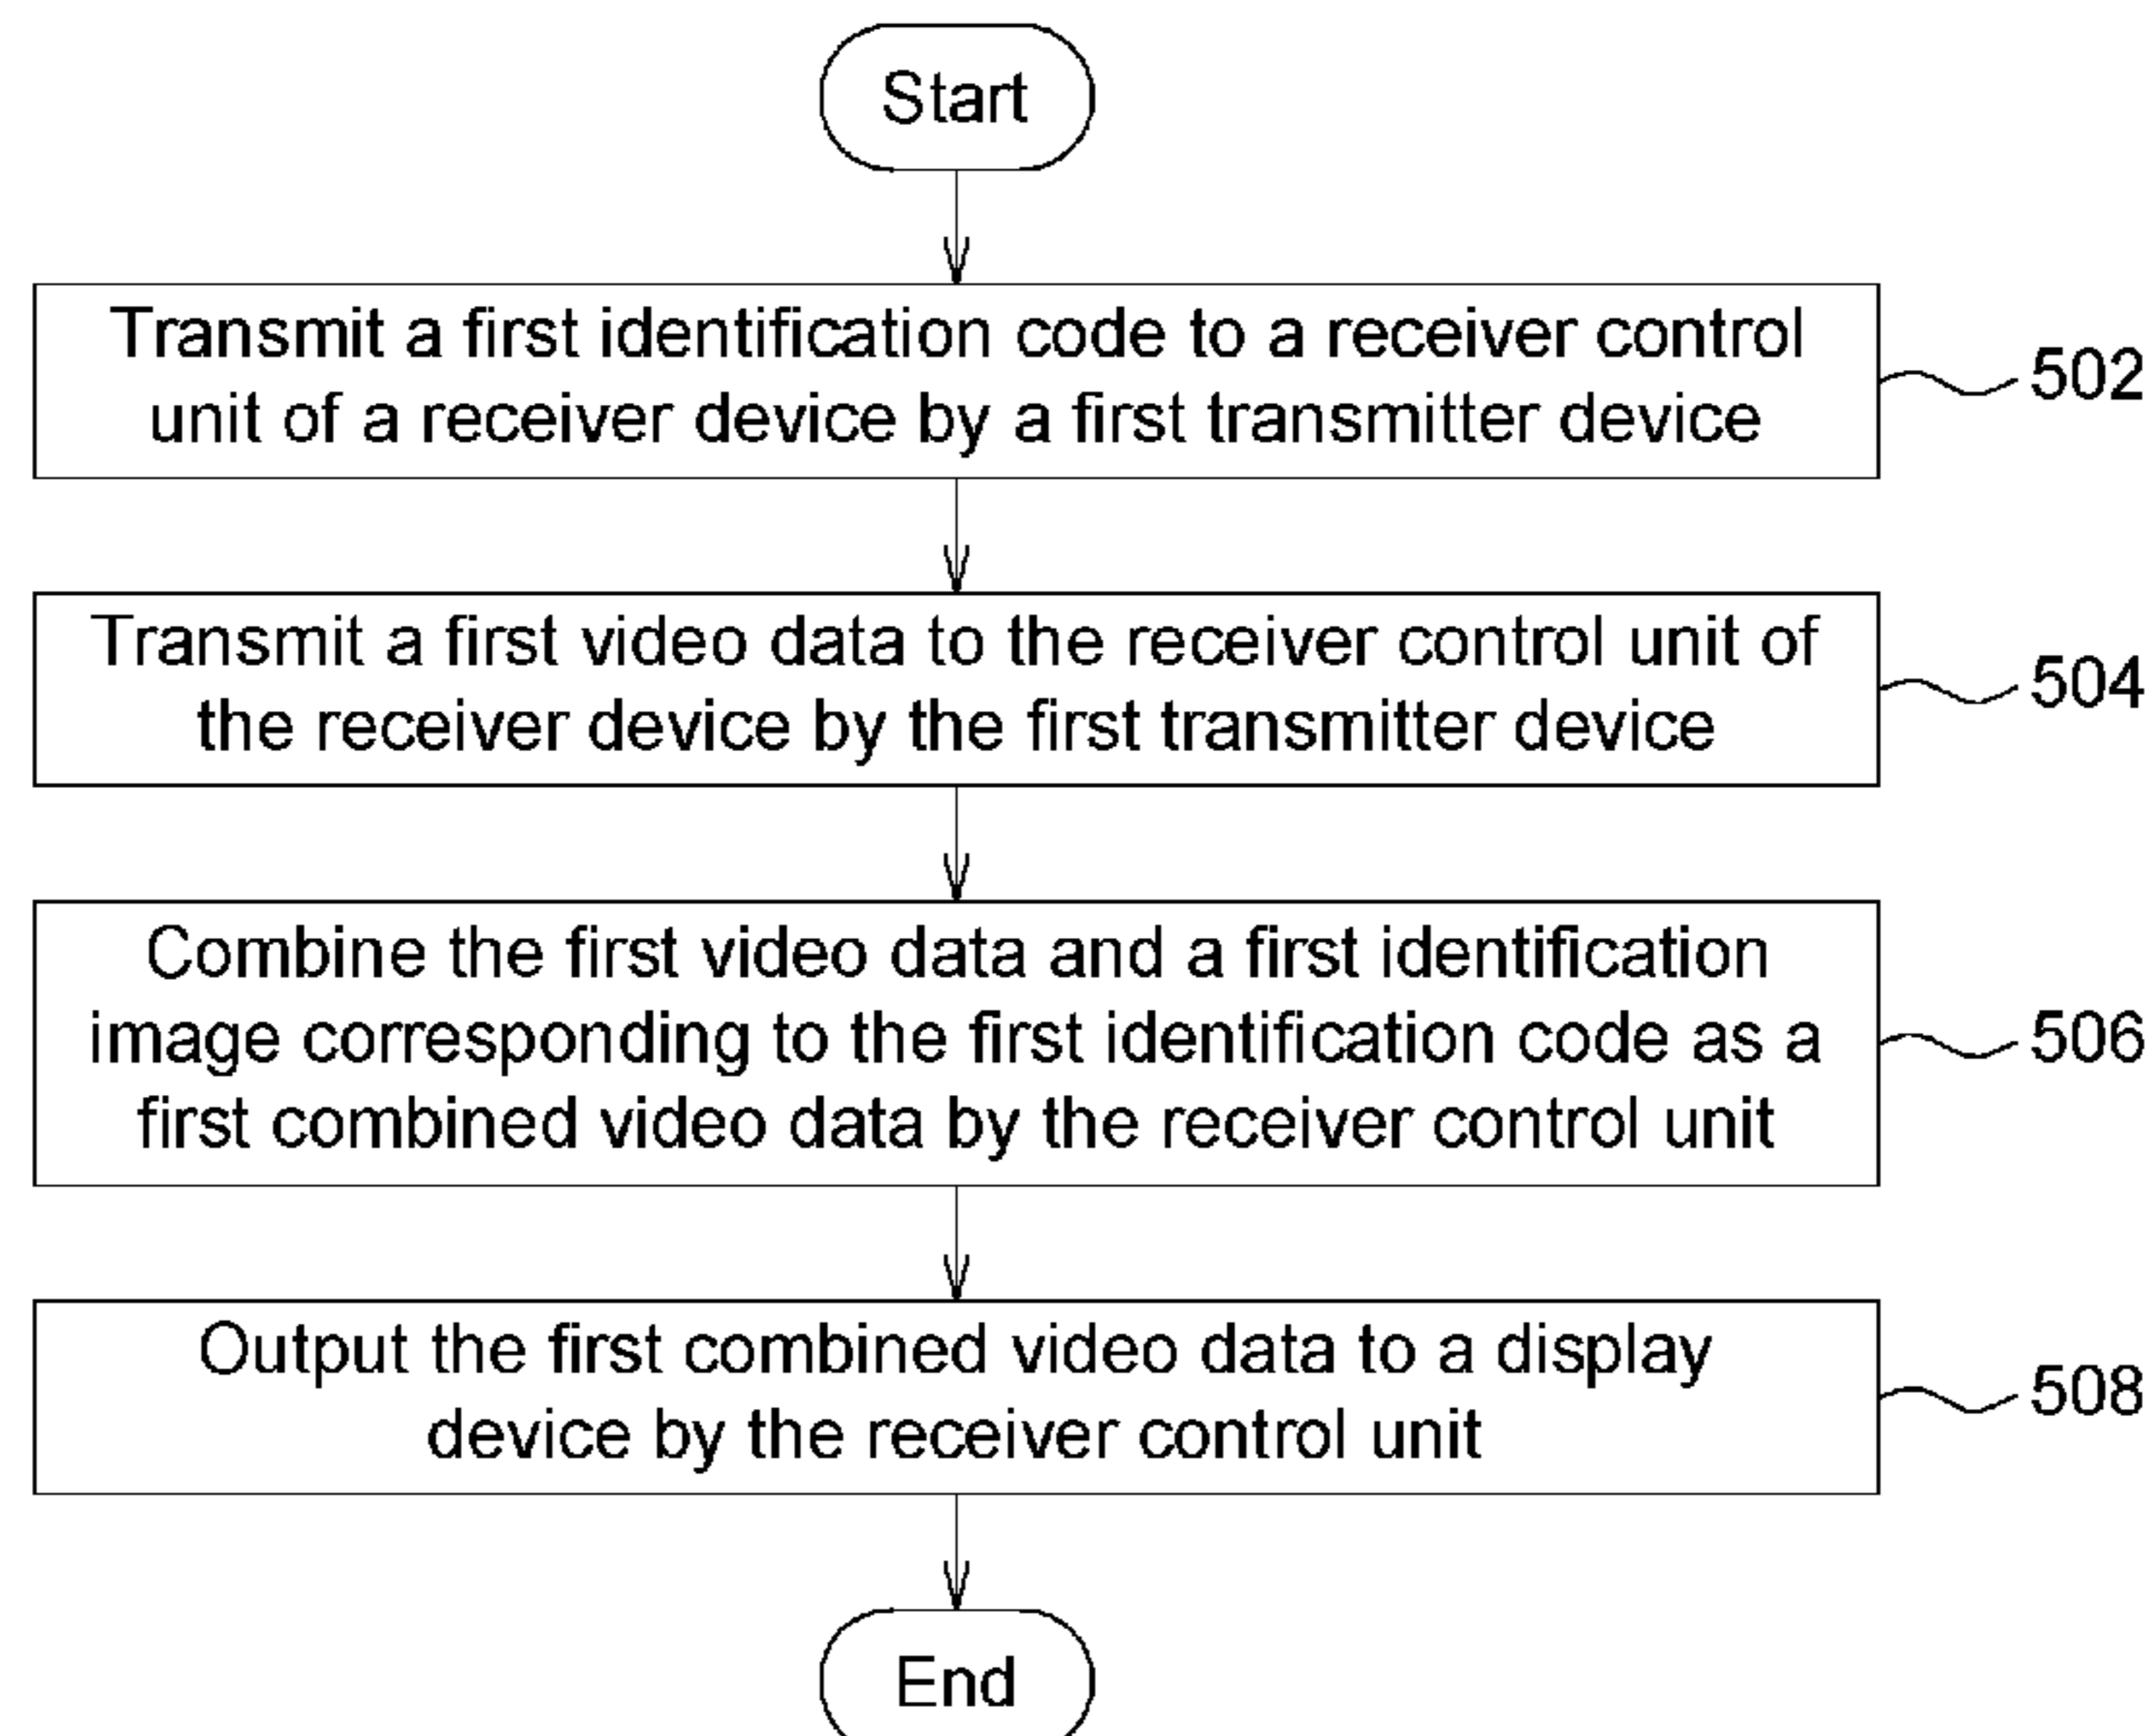 Start
Transmit a first identification code to a receiver control
unit of a receiver device by a first transmitter device
502
Transmit a first video data to the receiver control unit of
the receiver device by the first transmitter device
504
Combine the first video data and a first identification
image corresponding to the first identification code as a
first combined video data by the receiver control unit
506
Output the first combined video data to a display
device by the receiver control unit
508
End